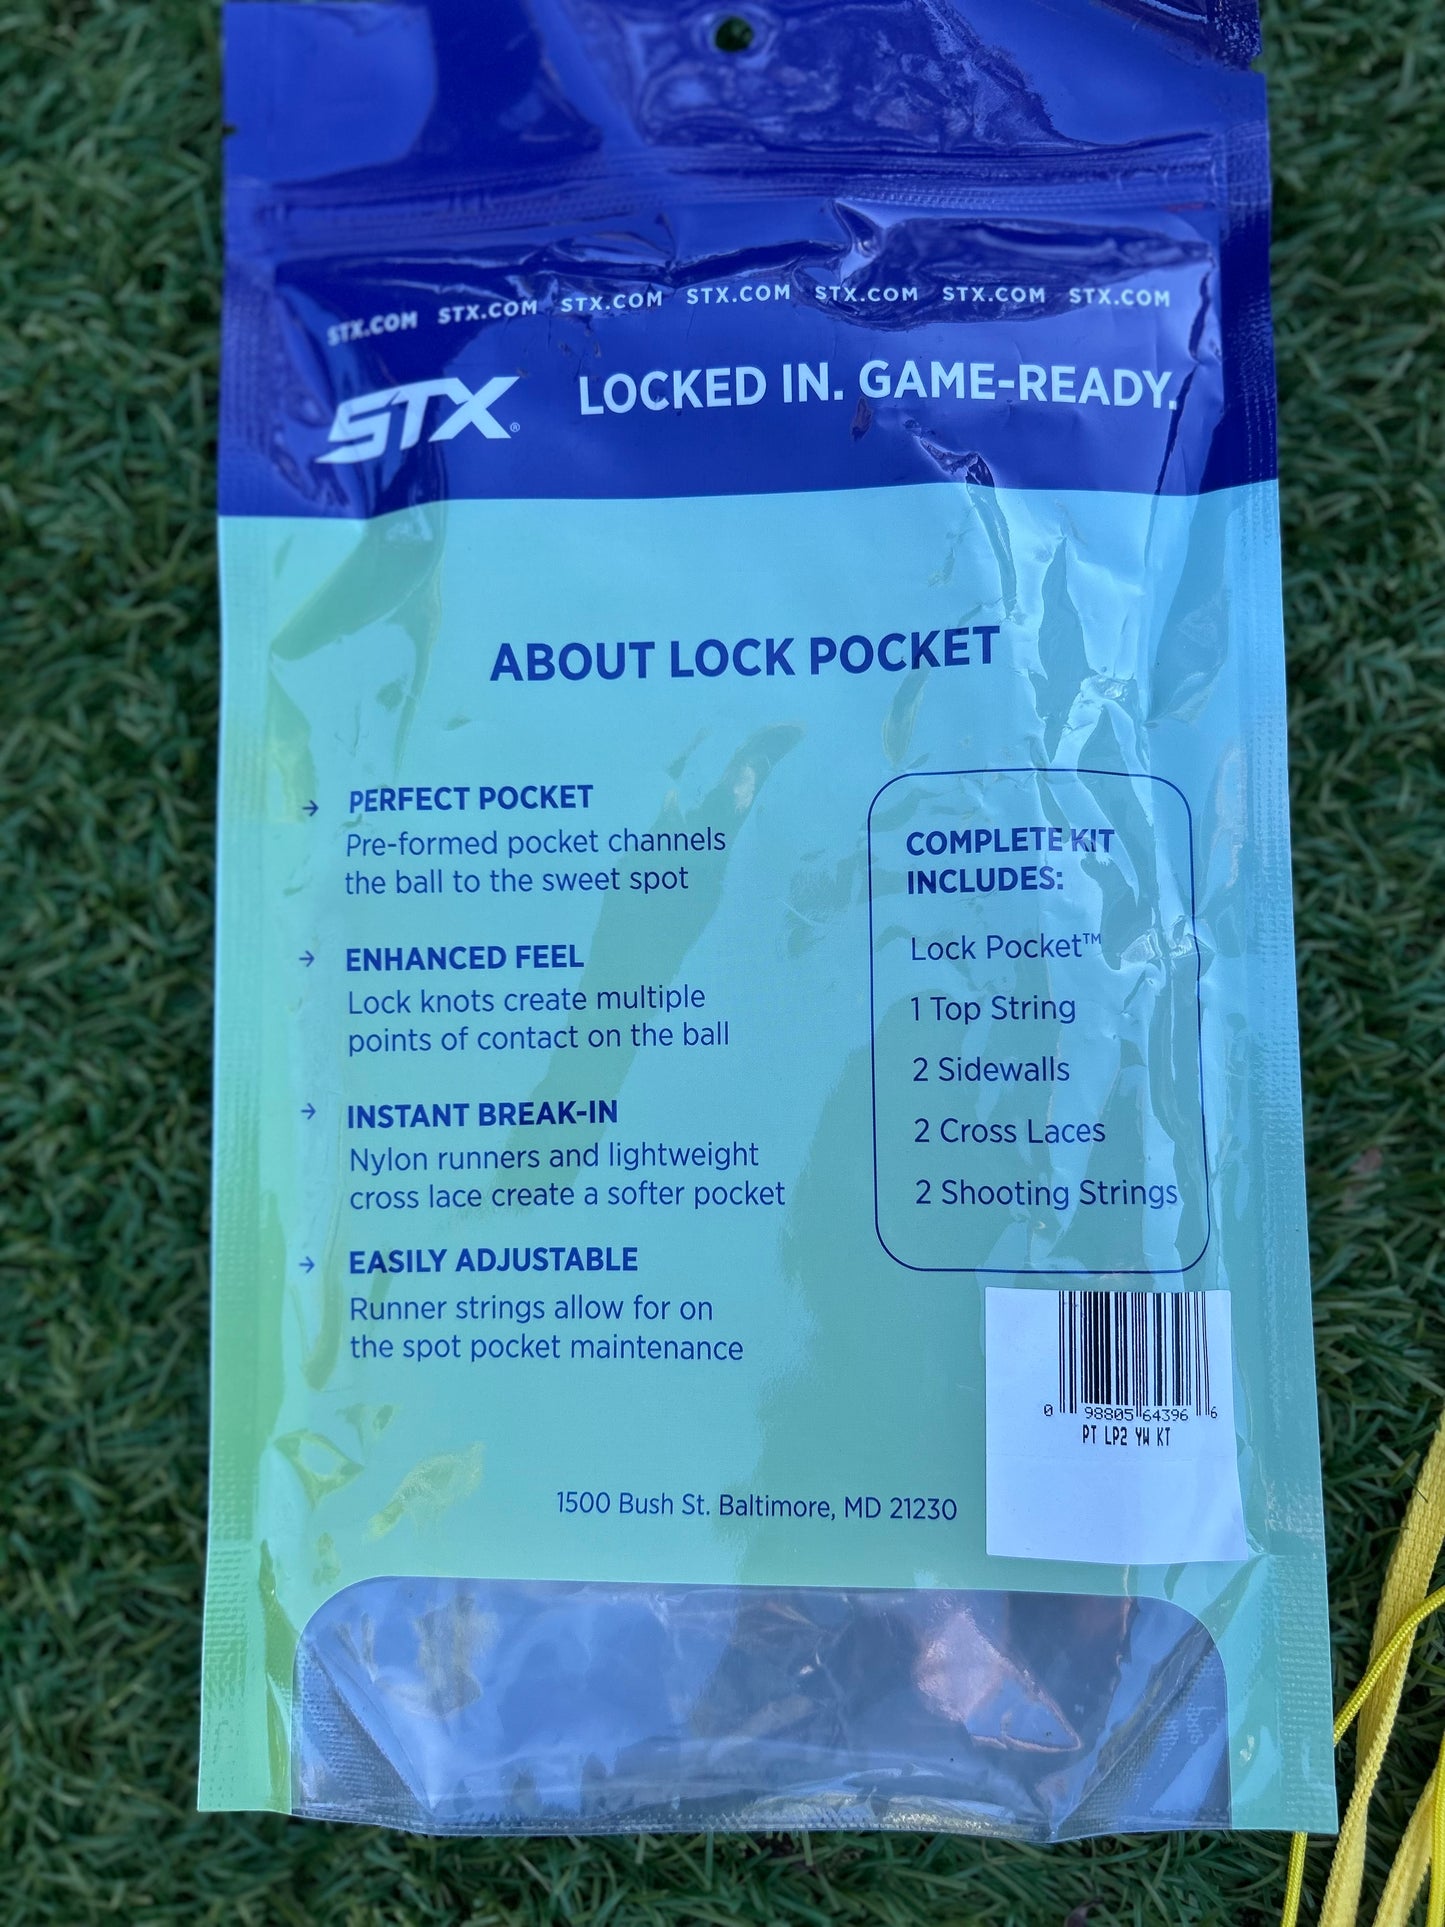 STX.COM STX.COM STX.COM STX.COM STX.COM STX.COM STX.COM
STX® LOCKED IN. GAME-READY.
ABOUT LOCK POCKET
→ PERFECT POCKET
Pre-formed pocket channels
the ball to the sweet spot
→ ENHANCED FEEL
Lock knots create multiple
points of contact on the ball
→ INSTANT BREAK-IN
Nylon runners and lightweight
cross lace create a softer pocket
→ EASILY ADJUSTABLE
Runner strings allow for on
the spot pocket maintenance
COMPLETE KIT
INCLUDES:
Lock Pocket™
1 Top String
2 Sidewalls
2 Cross Laces
2 Shooting Strings
0 98805 64396 6
PT LP2 YW KT
1500 Bush St. Baltimore, MD 21230